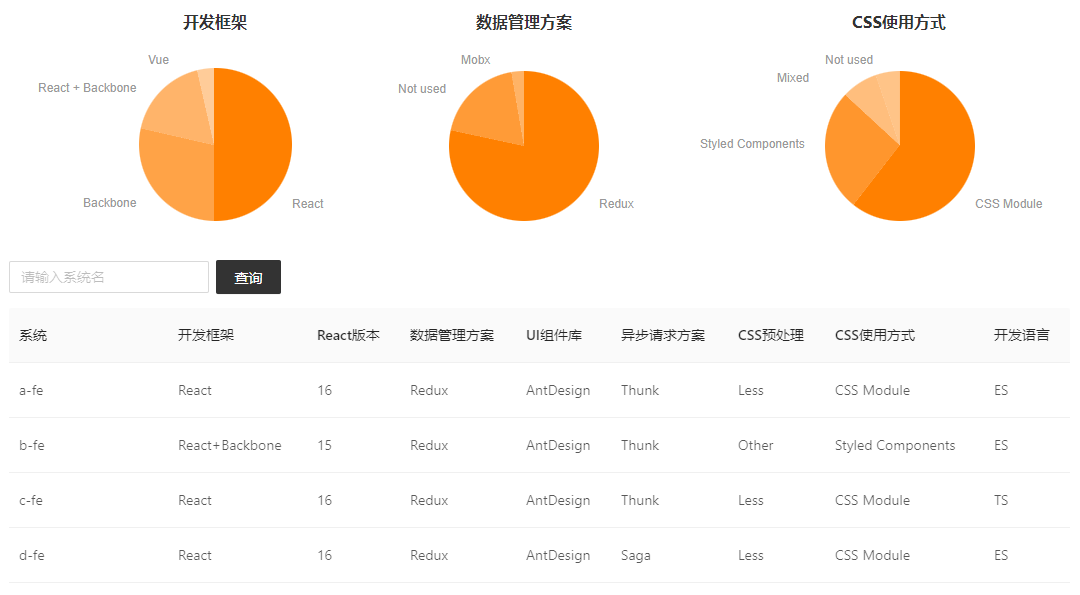 开发框架 数据管理方案 CSS使用方式
Vue
React + Backbone
Backbone
React
Mobx
Not used
Redux
Not used
Mixed
Styled Components
CSS Module
请输入系统名 查询
系统 开发框架 React版本 数据管理方案 UI组件库 异步请求方案 CSS预处理 CSS使用方式 开发语言
a-fe React 16 Redux AntDesign Thunk Less CSS Module ES
b-fe React+Backbone 15 Redux AntDesign Thunk Other Styled Components ES
c-fe React 16 Redux AntDesign Thunk Less CSS Module TS
d-fe React 16 Redux AntDesign Saga Less CSS Module ES